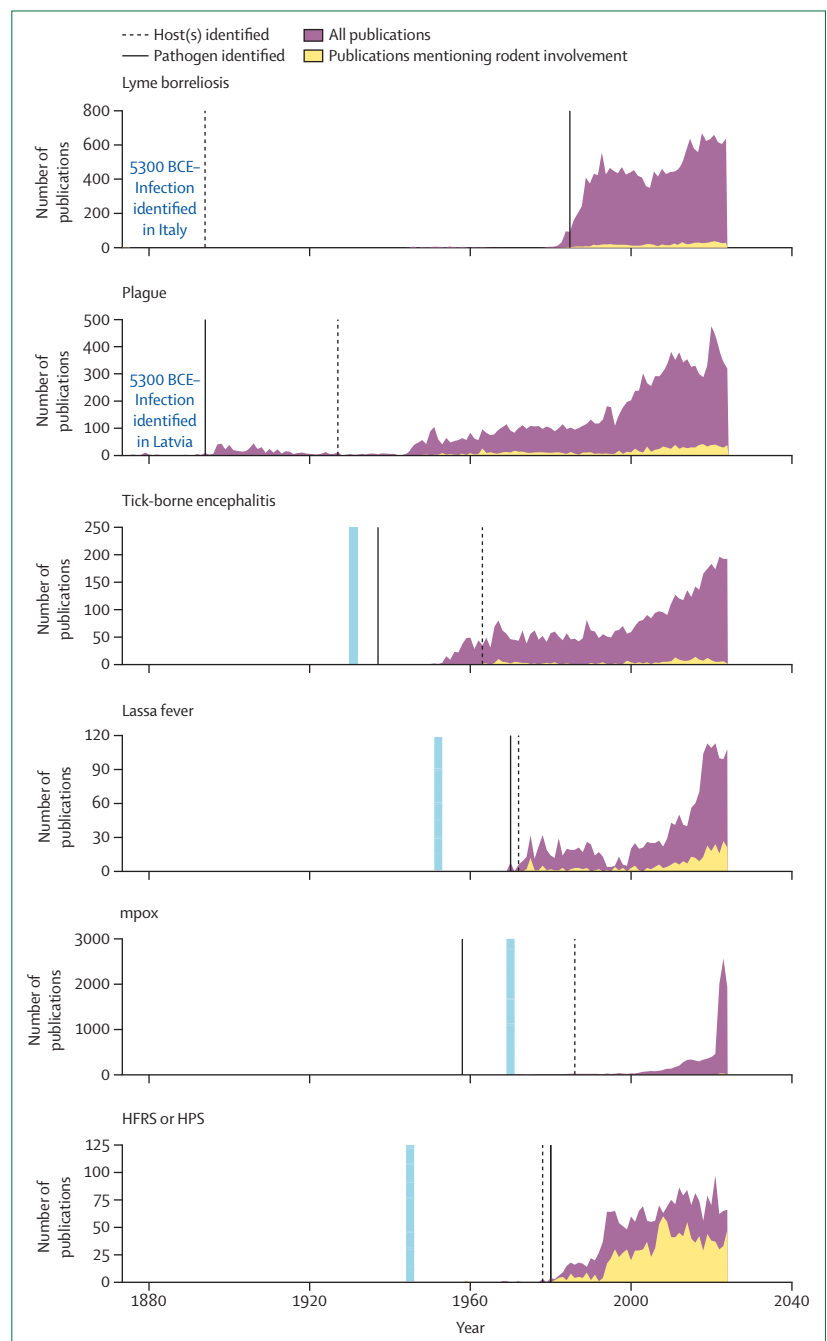 Host(s) identified
All publications
Pathogen identified
Publications mentioning rodent involvement
Lyme borreliosis
800
600
400
200
0
Number of
publications
5300 BCE–
Infection
identified
in Italy
Plague
500
400
300
200
100
0
Number of
publications
5300 BCE–
Infection
identified
in Latvia
Tick-borne encephalitis
250
200
150
100
50
0
Number of
publications
Lassa fever
120
90
60
30
0
Number of
publications
mpox
3000
2000
1000
0
Number of
publications
HFRS or HPS
125
100
75
50
25
0
Number of
publications
1880
1920
1960
2000
2040
Year